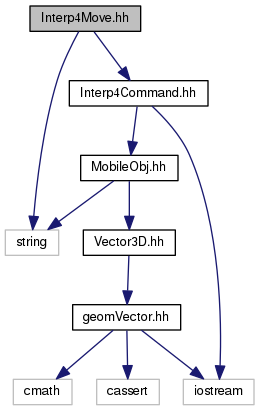 Interp4Move.hh
Interp4Command.hh
MobileObj.hh
string
Vector3D.hh
geomVector.hh
cmath
cassert
iostream